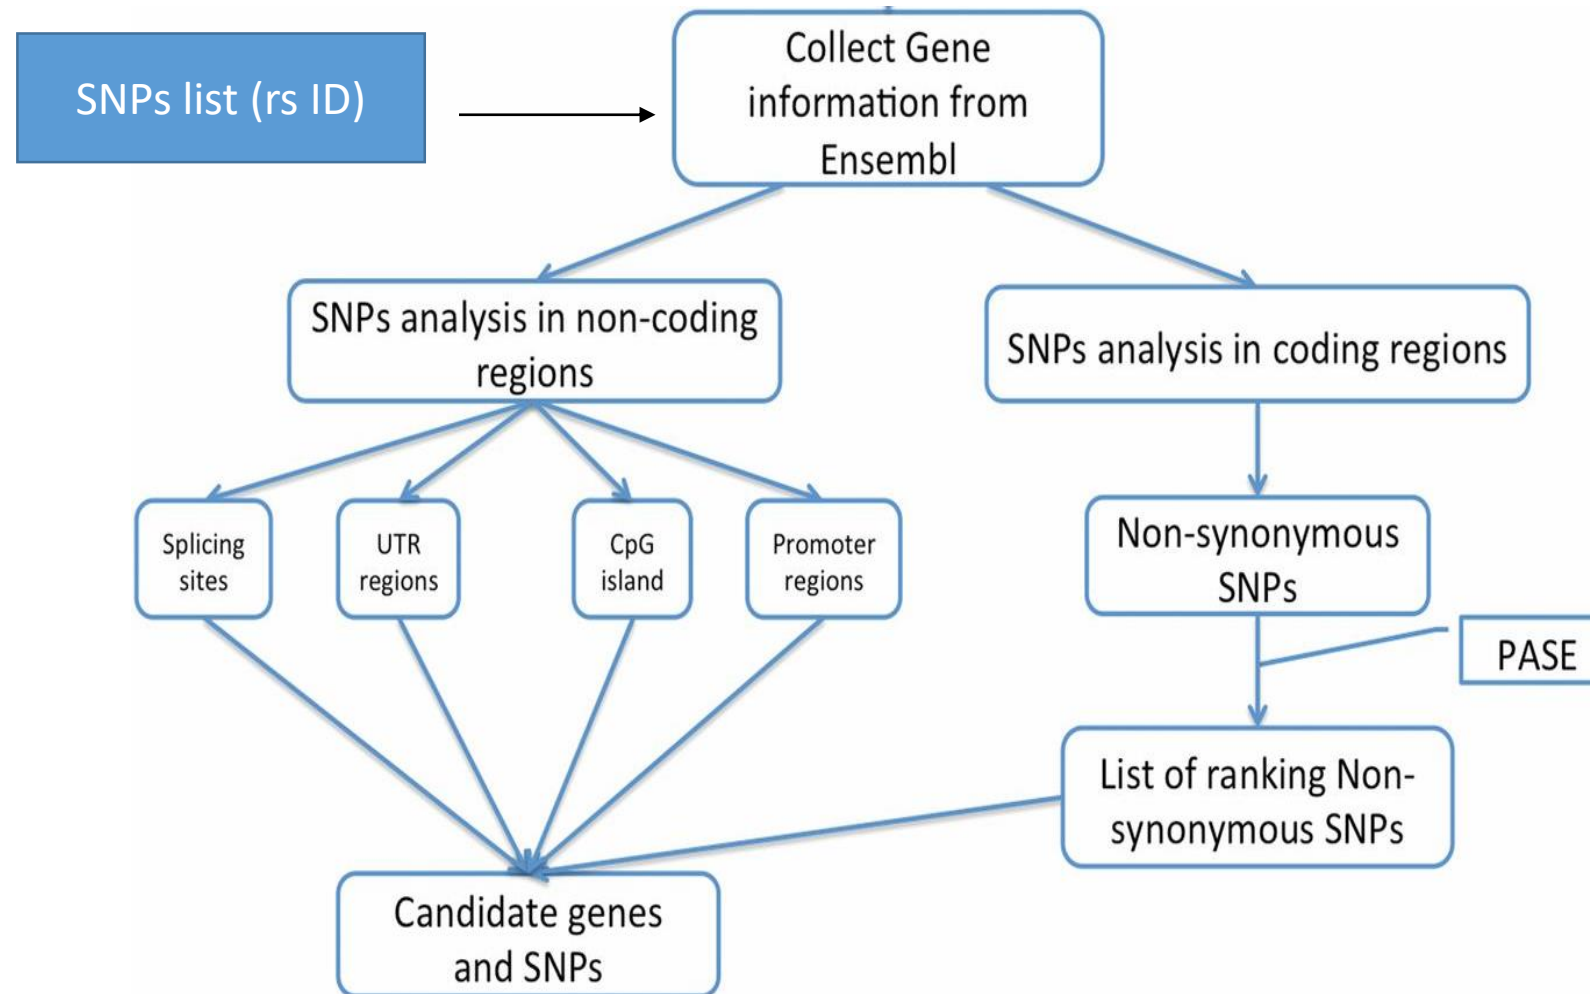 SNPs list (rs ID)
Collect Gene
information from
Ensembl
SNPs analysis in non-coding
regions
SNPs analysis in coding regions
Splicing
sites
UTR
regions
CpG
island
Promoter
regions
Non-synonymous
SNPs
PASE
List of ranking Non-
synonymous SNPs
Candidate genes
and SNPs